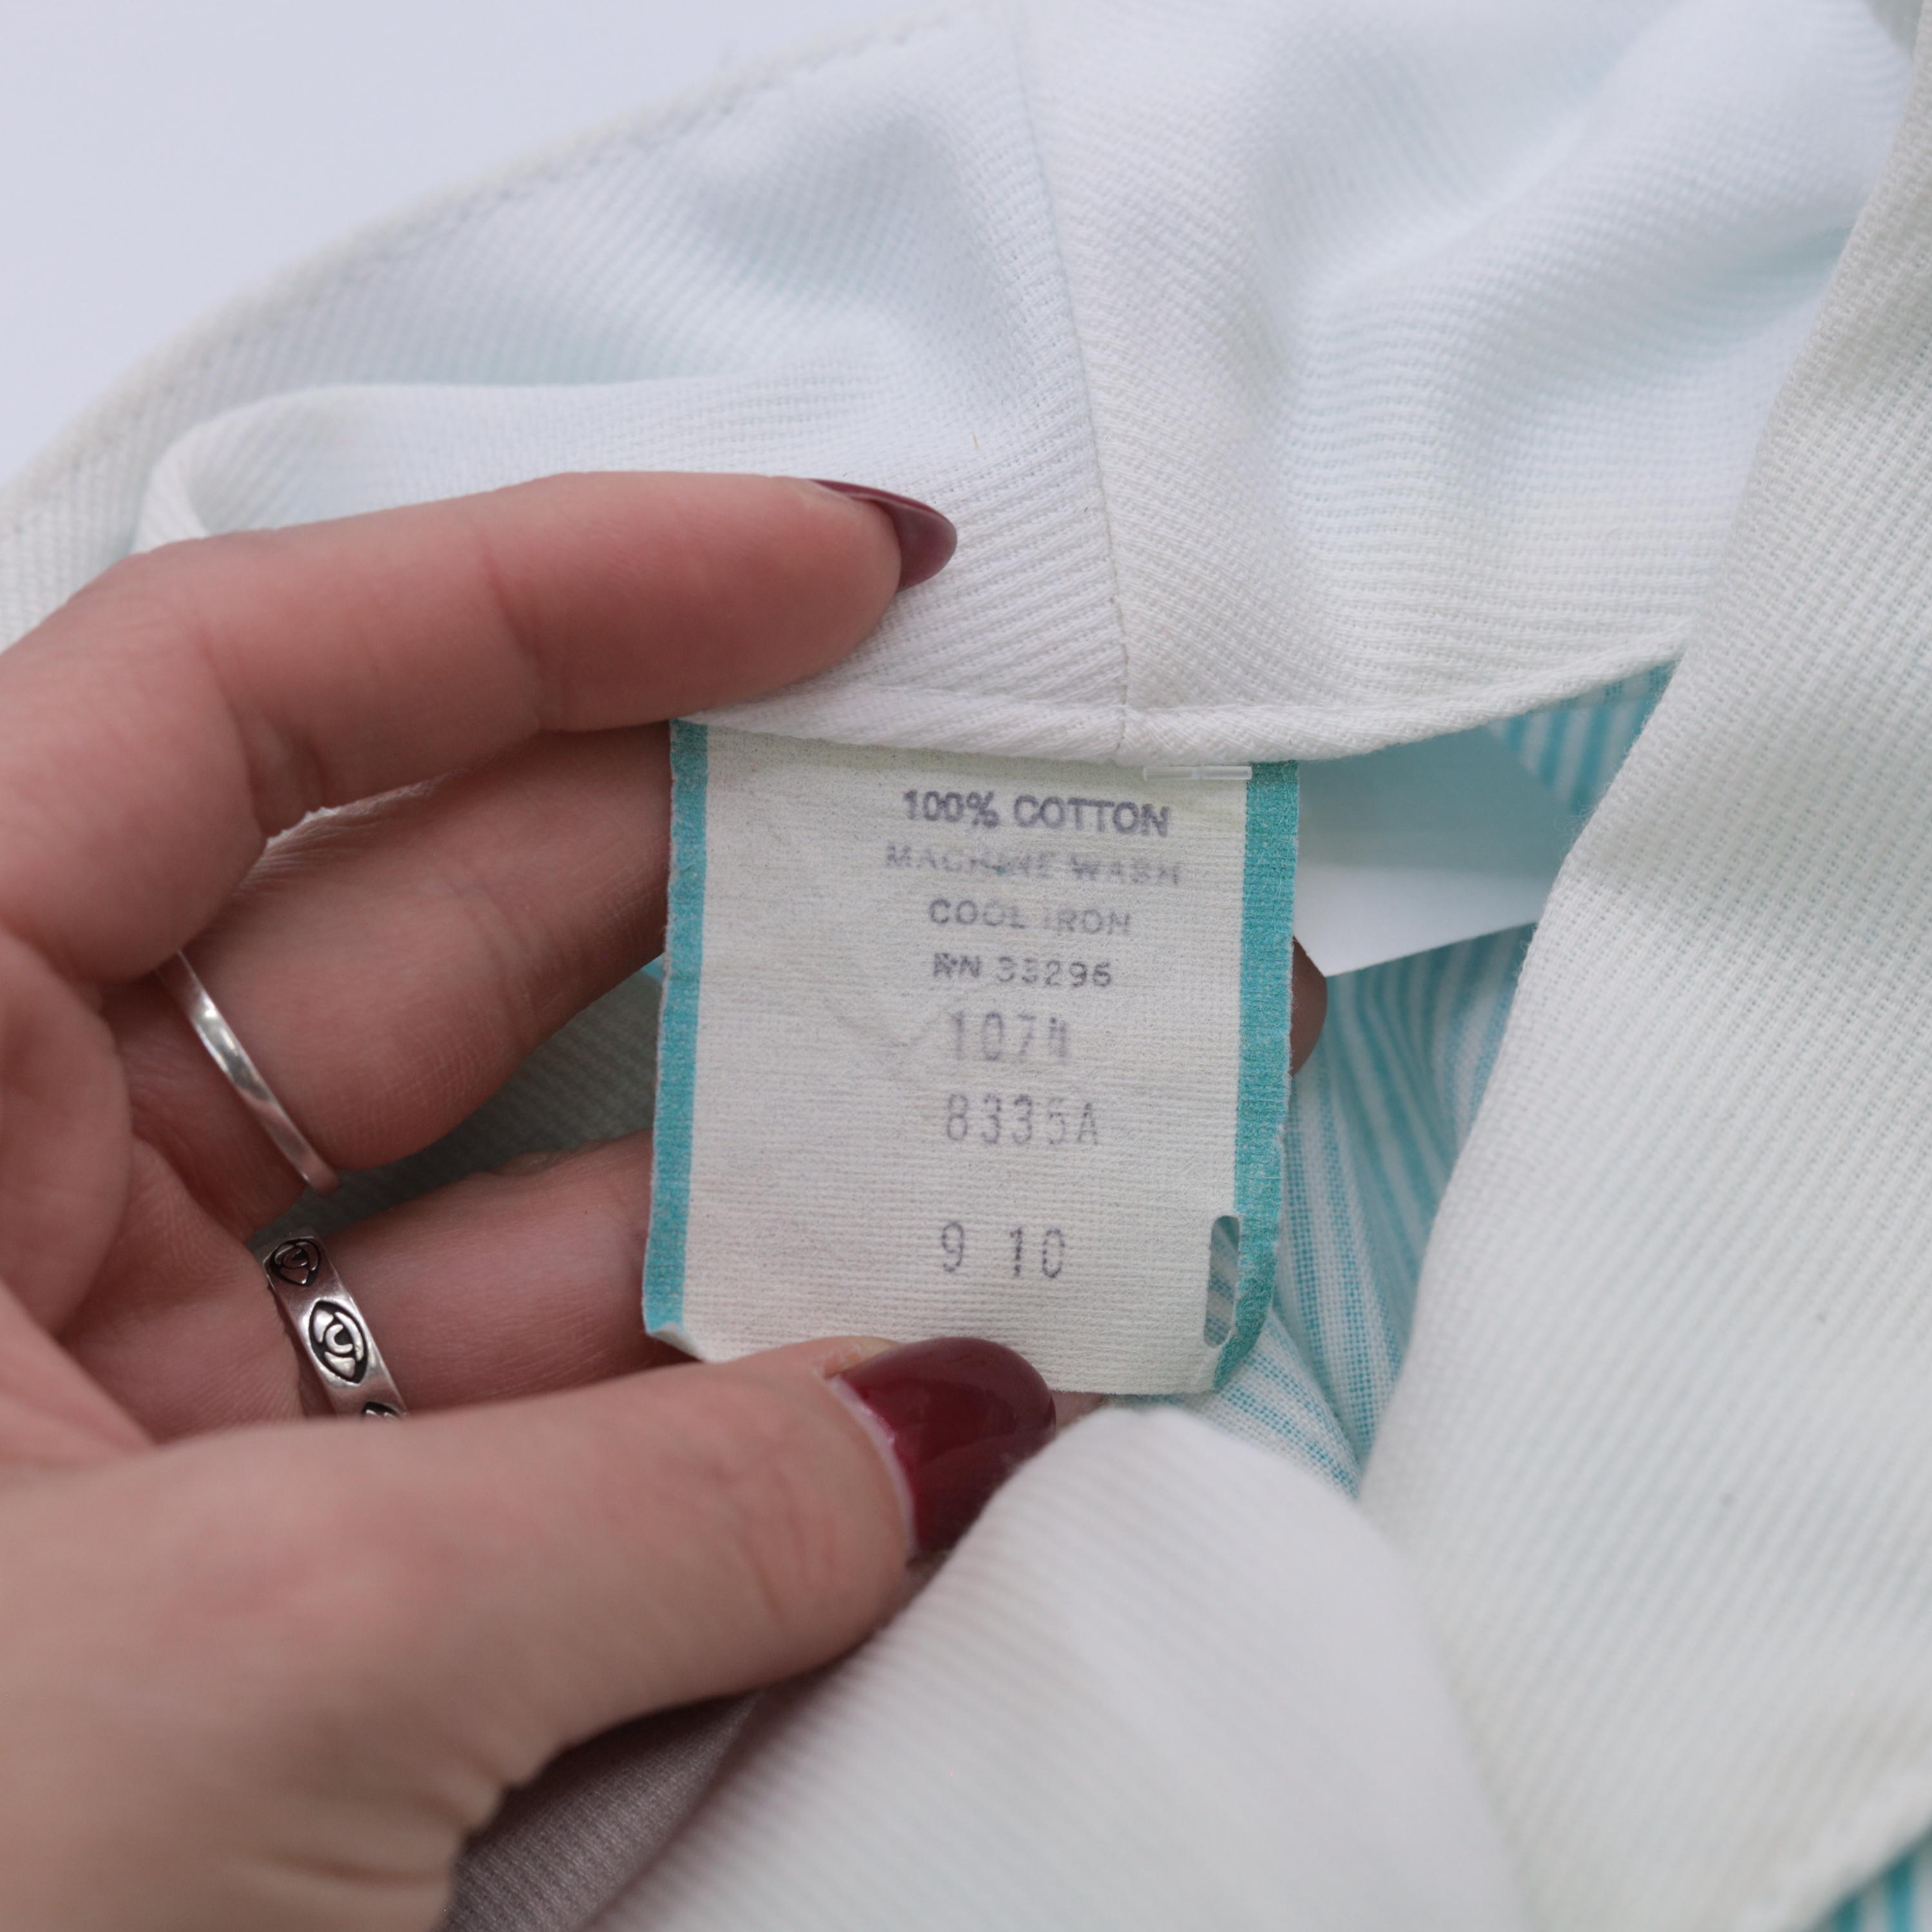 100% COTTON
MACHINE WASH
COOL IRON
RN 33296
1074
8335A
9 10